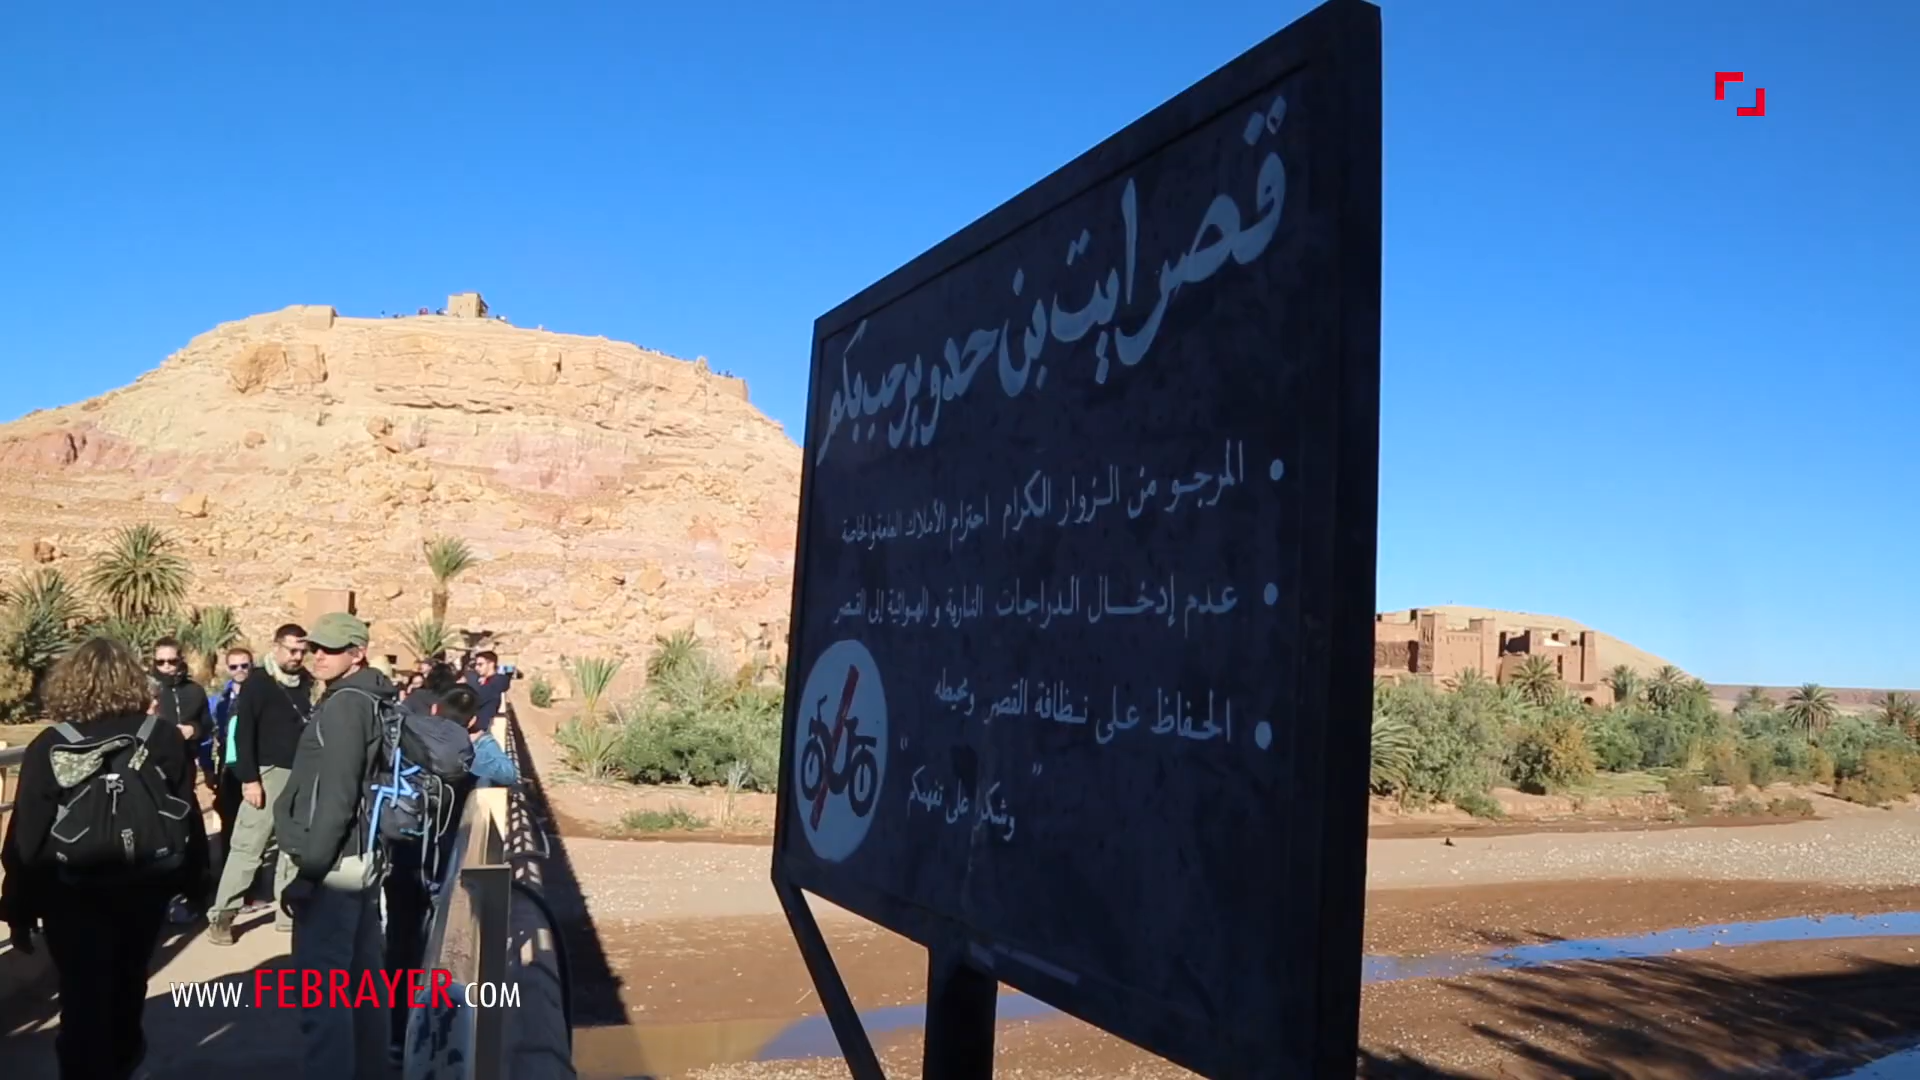 قصر ايت بن حدو يرحب بكم
• المرجو من الزوار الكرام احترام الأملاك العامة والخاصة
• عدم إدخال الدراجات النارية و الهوائية إلى القصر
• الحفاظ على نظافة القصر ومحيطه
"وشكرا على تفهمكم"
WWW.FEBRAYER.COM